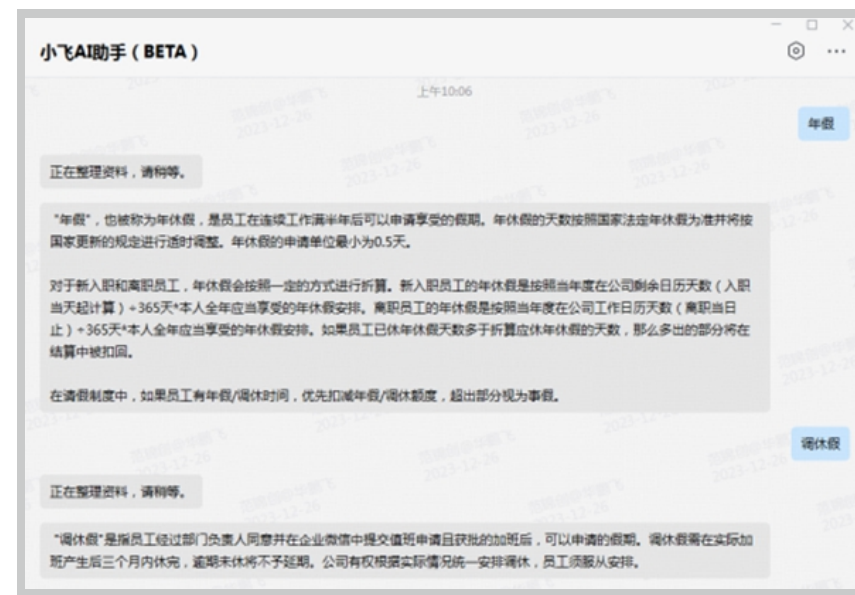 小飞AI助手（BETA）
上午10:06
年假
正在整理资料，请稍等。
“年假”，也被称为年休假，是员工在连续工作满半年后可以申请享受的假期。年休假的天数按照国家法定年休假为准并将按
国家更新的规定进行适时调整。年休假的申请单位最小为0.5天。
对于新入职和离职员工，年休假会按照一定的方式进行折算。新入职员工的年休假是按照当年度在公司剩余日历天数（入职
当天起计算）÷365天*本人全年应当享受的年休假安排。离职员工的年休假是按照当年度在公司工作日历天数（离职当日
止）÷365天*本人全年应当享受的年休假安排。如果员工已休年休假天数多于折算应休年休假的天数，那么多出的部分将在
结算中被扣回。
在请假制度中，如果员工有年假/调休时间，优先扣减年假/调休额度，超出部分视为事假。
调休假
正在整理资料，请稍等。
“调休假”是指员工经过部门负责人同意并在企业微信中提交值班申请且获批的加班后，可以申请的假期。调休假需在实际加
班产生后三个月内休完，逾期未休将不予延期。公司有权根据实际情况统一安排调休，员工须服从安排。